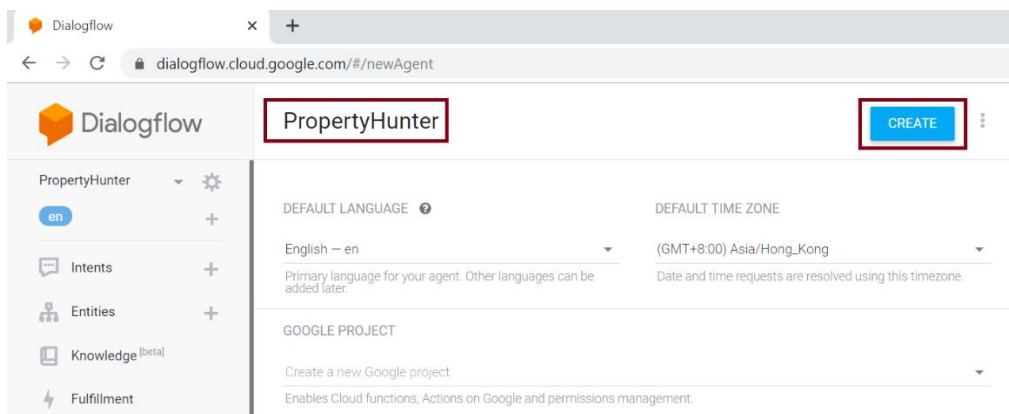 Dialogflow
dialogflow.cloud.google.com/#/newAgent
Dialogflow
PropertyHunter
CREATE
PropertyHunter
en
Intents
Entities
Knowledge [beta]
Fulfillment
DEFAULT LANGUAGE
DEFAULT TIME ZONE
English — en
(GMT+8:00) Asia/Hong_Kong
Primary language for your agent. Other languages can be
added later.
Date and time requests are resolved using this timezone.
GOOGLE PROJECT
Create a new Google project
Enables Cloud functions, Actions on Google and permissions management.